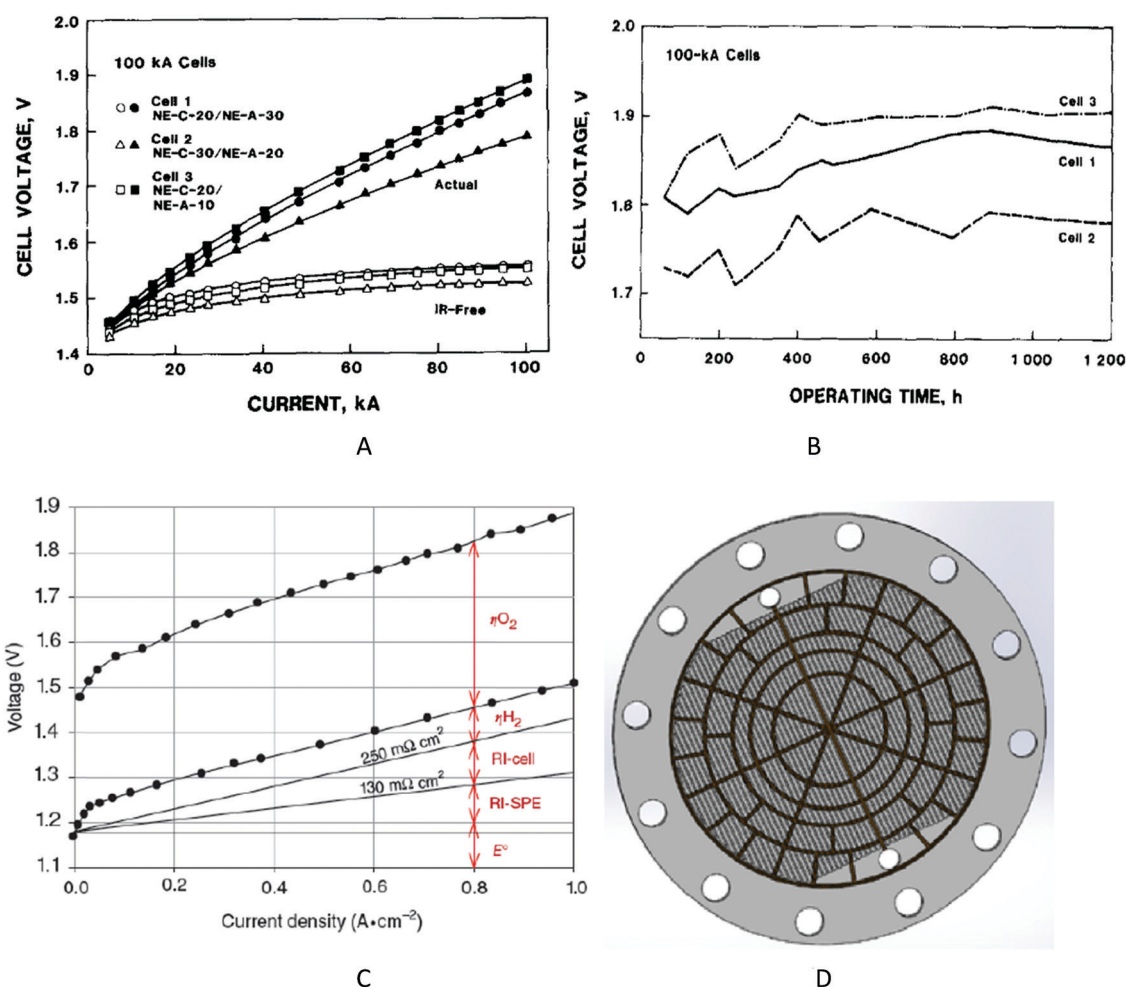 2.0
1.9
1.8
1.7
1.6
1.5
1.4
CELL VOLTAGE, V
100 kA Cells
Cell 1
NE-C-20/NE-A-30
Cell 2
NE-C-30/NE-A-20
Cell 3
NE-C-20/
NE-A-10
Actual
IR-Free
0 20 40 60 80 100
CURRENT, kA
A
2.0
1.9
1.8
1.7
CELL VOLTAGE, V
100-kA Cells
Cell 3
Cell 1
Cell 2
0 200 400 600 800 1 000 1 200
OPERATING TIME, h
B
1.9
1.8
1.7
1.6
1.5
1.4
1.3
1.2
1.1
Voltage (V)
ηO₂
ηH₂
250 mΩ cm²
RI-cell
130 mΩ cm²
RI-SPE
E°
0.0 0.2 0.4 0.6 0.8 1.0
Current density (A•cm⁻²)
C
D